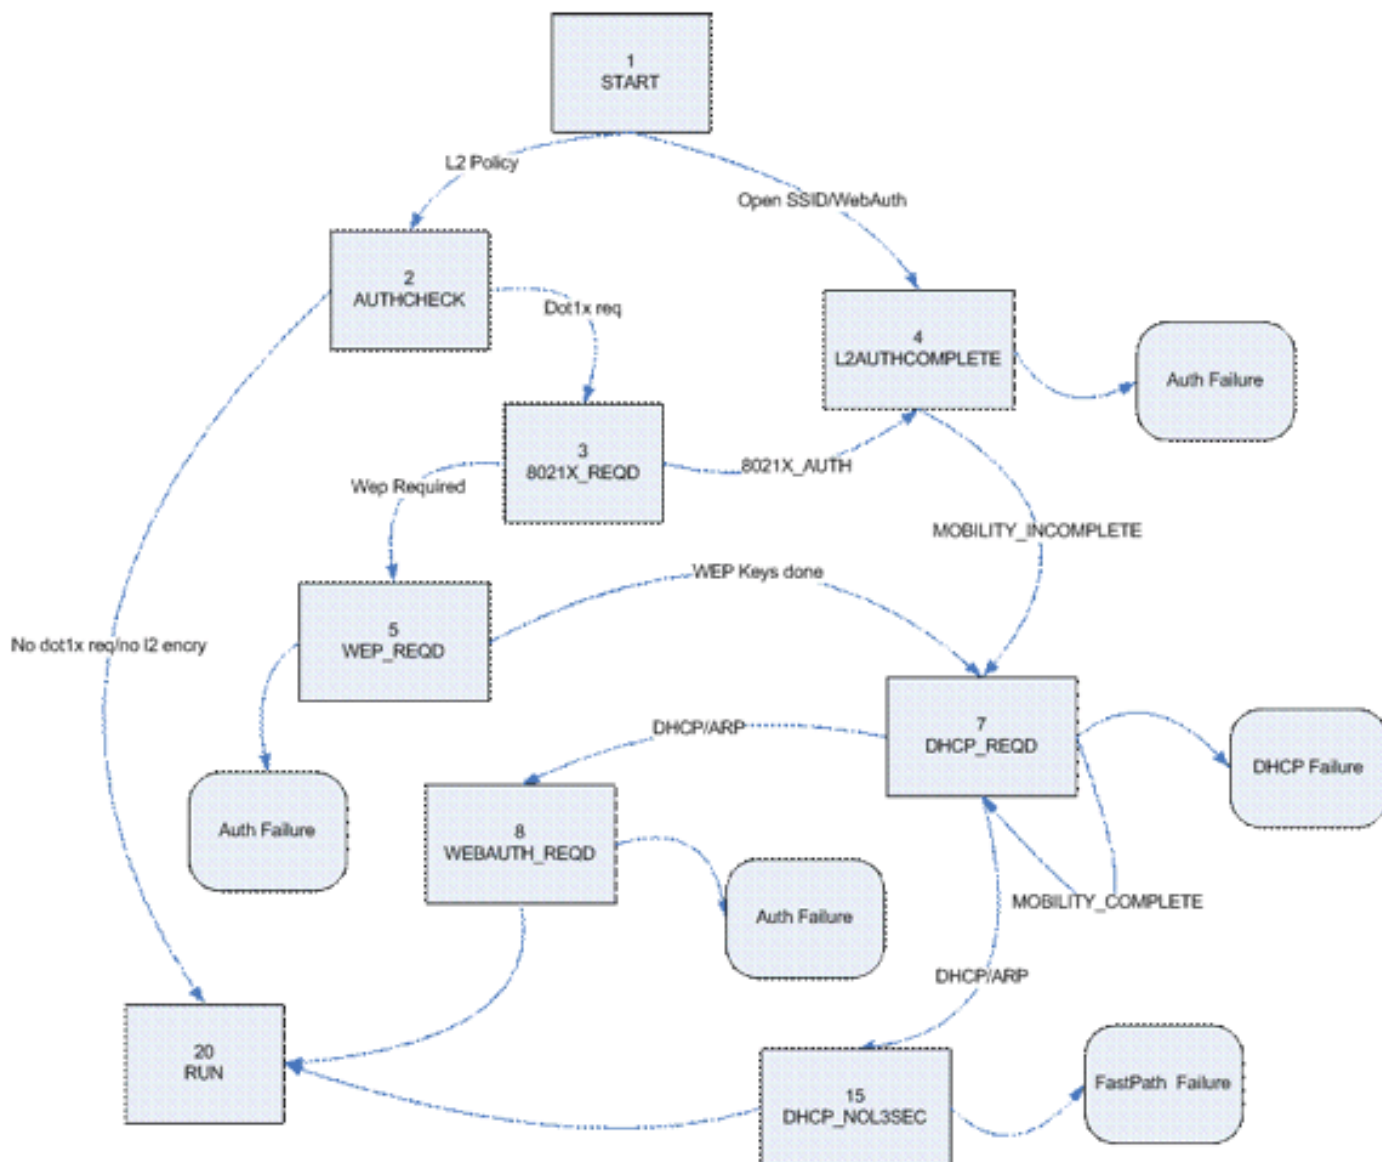 1
START
L2 Policy
Open SSID/WebAuth
2
AUTHCHECK
Dot1x req
4
L2AUTHCOMPLETE
Auth Failure
3
8021X_REQD
8021X_AUTH
Wep Required
MOBILITY_INCOMPLETE
WEP Keys done
No dot1x req/no l2 encry
5
WEP_REQD
7
DHCP_REQD
DHCP/ARP
DHCP Failure
Auth Failure
8
WEBAUTH_REQD
MOBILITY_COMPLETE
Auth Failure
DHCP/ARP
20
RUN
15
DHCP_NOL3SEC
FastPath Failure